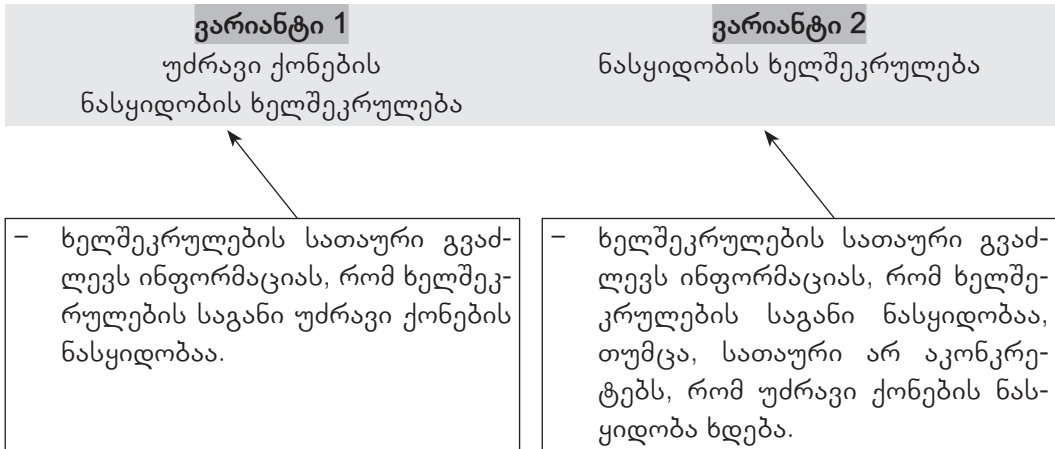 ვარიანტი 1
უძრავი ქონების
ნასყიდობის ხელშეკრულება
ვარიანტი 2
ნასყიდობის ხელშეკრულება
– ხელშეკრულების სათაური გვაძ-
ლევს ინფორმაციას, რომ ხელშეკ-
რულების საგანი უძრავი ქონების
ნასყიდობაა.
– ხელშეკრულების სათაური გვაძ-
ლევს ინფორმაციას, რომ ხელშე-
კრულების საგანი ნასყიდობაა,
თუმცა, სათაური არ აკონკრე-
ტებს, რომ უძრავი ქონების ნას-
ყიდობა ხდება.